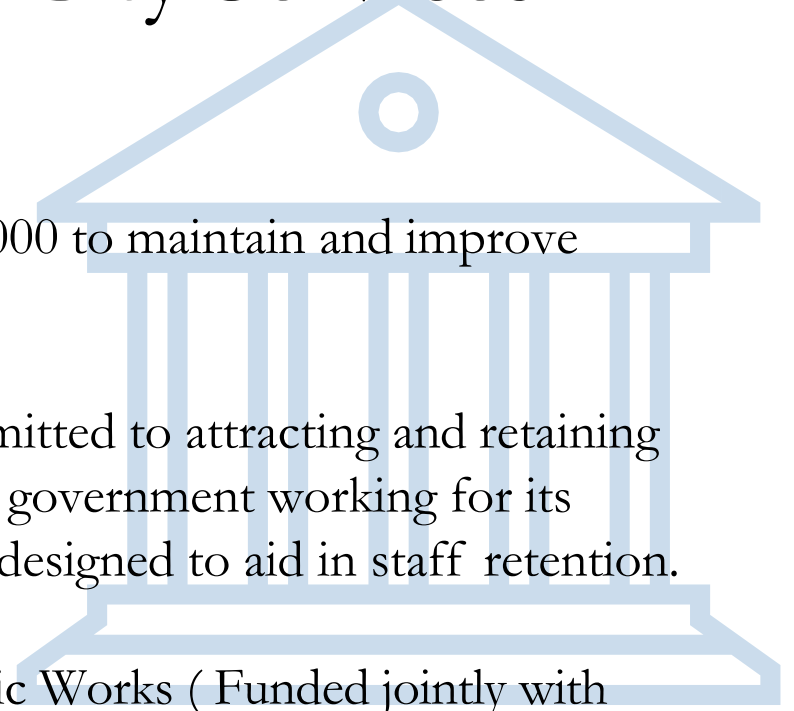 000 to maintain and improve
mitted to attracting and retaining
government working for its
designed to aid in staff retention.
ic Works ( Funded jointly with